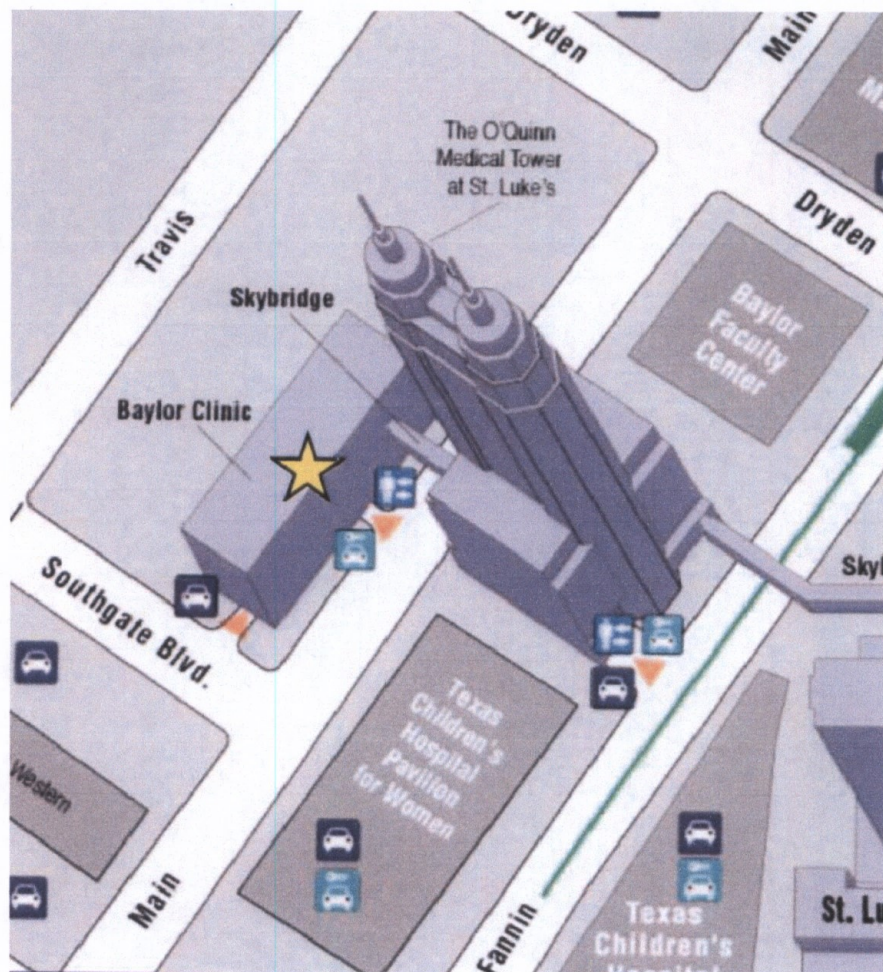 Dryden
Main
The O'Quinn
Medical Tower
at St. Luke's
Travis
Dryden
Skybridge
Baylor
Faculty
Center
Baylor Clinic
Southgate Blvd.
Texas
Children's
Hospital
Pavilion
for Women
Western
Main
Fannin
Texas
Children's
St. Lu